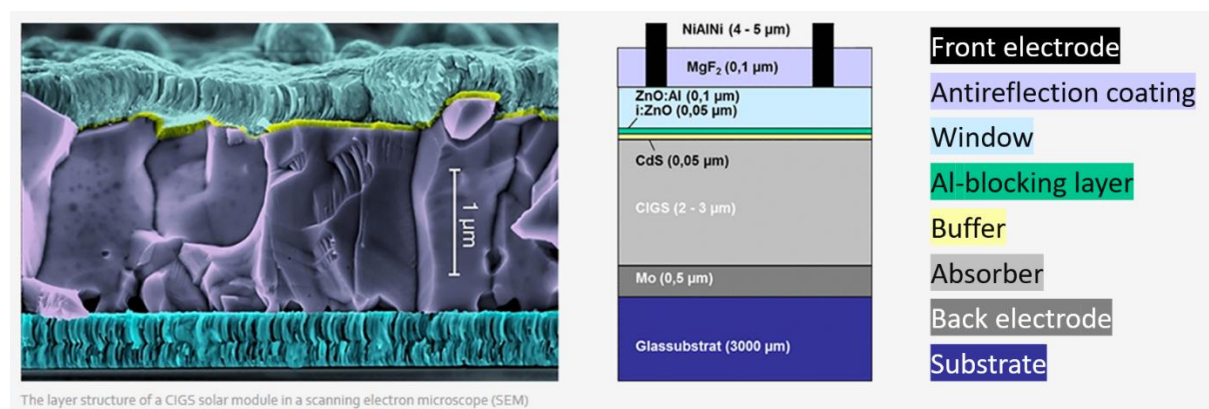 1 µm
The layer structure of a CIGS solar module in a scanning electron microscope (SEM)
NiAlNi (4 - 5 µm)
MgF₂ (0,1 µm)
ZnO:Al (0,1 µm)
i:ZnO (0,05 µm)
CdS (0,05 µm)
CIGS (2 - 3 µm)
Mo (0,5 µm)
Glassubstrat (3000 µm)
Front electrode
Antireflection coating
Window
Al-blocking layer
Buffer
Absorber
Back electrode
Substrate